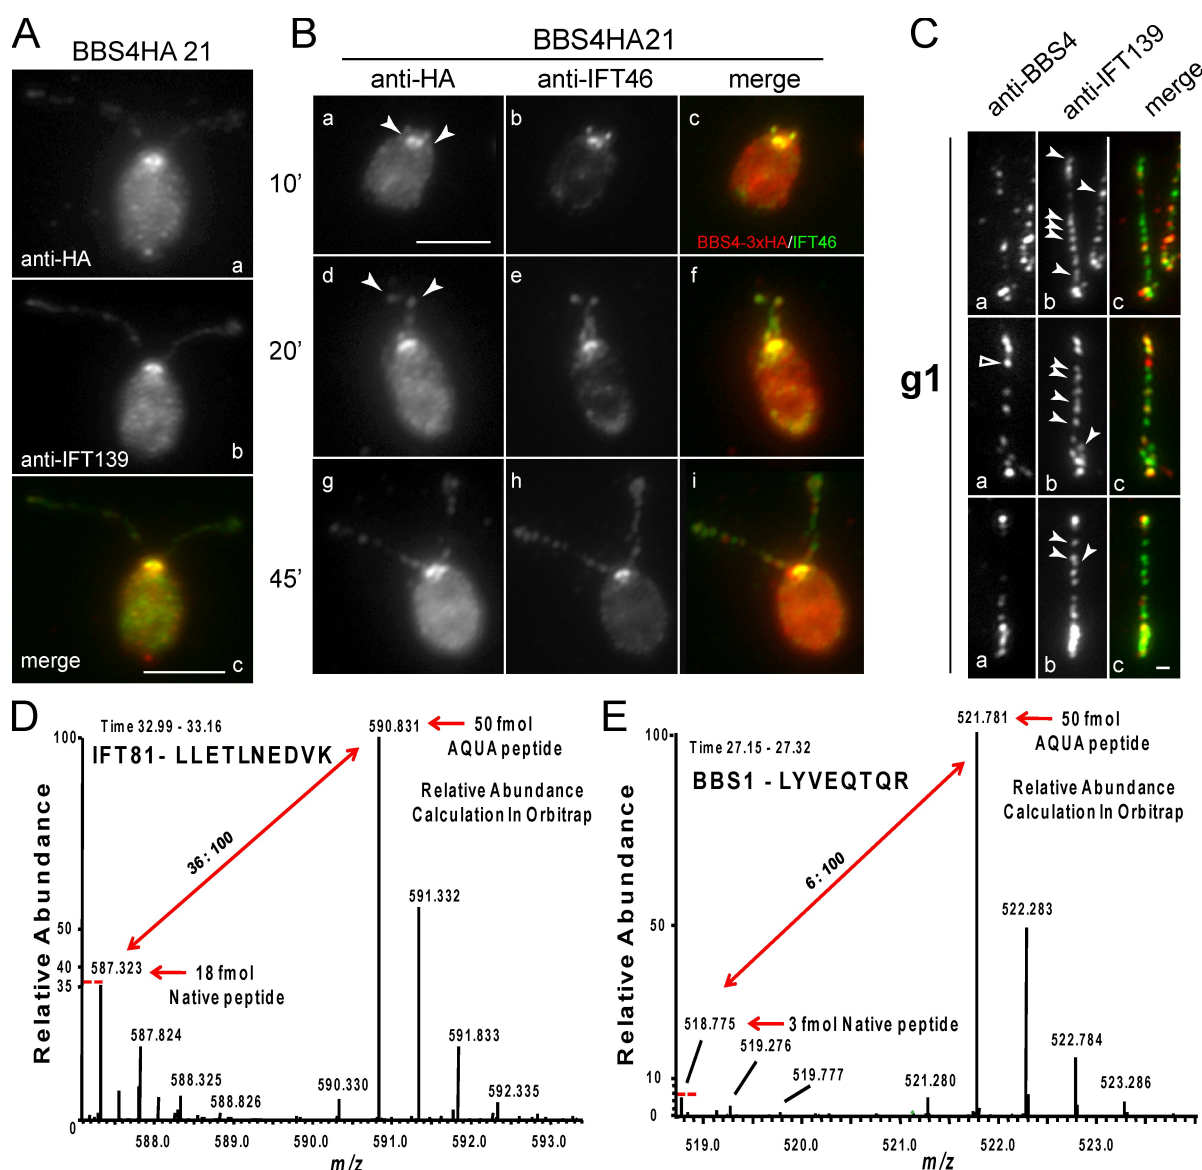 A
BBS4HA 21
anti-HA
a
anti-IFT139
b
merge
c
B
BBS4HA21
anti-HA anti-IFT46 merge
10’
a b c
BBS4-3xHA/IFT46
20’
d e f
45’
g h i
C
anti-BBS4
anti-IFT139
merge
g1
a b c
a b c
a b c
D
Time 32.99 - 33.16
IFT81- LLETLNEDVK
590.831
50 fmol
AQUA peptide
Relative Abundance
Calculation In Orbitrap
36 : 100
591.332
587.323
18 fmol
Native peptide
587.824
588.325
588.826
590.330
591.833
592.335
Relative Abundance
100
50
40
35
0
588.0 589.0 590.0 591.0 592.0 593.0
m/z
E
Time 27.15 - 27.32
BBS1 - LYVEQTQR
521.781
50 fmol
AQUA peptide
Relative Abundance
Calculation In Orbitrap
6 : 100
522.283
518.775
3 fmol Native peptide
519.276
519.777
521.280
522.784
523.286
Relative Abundance
100
50
10
0
519.0 520.0 521.0 522.0 523.0
m/z